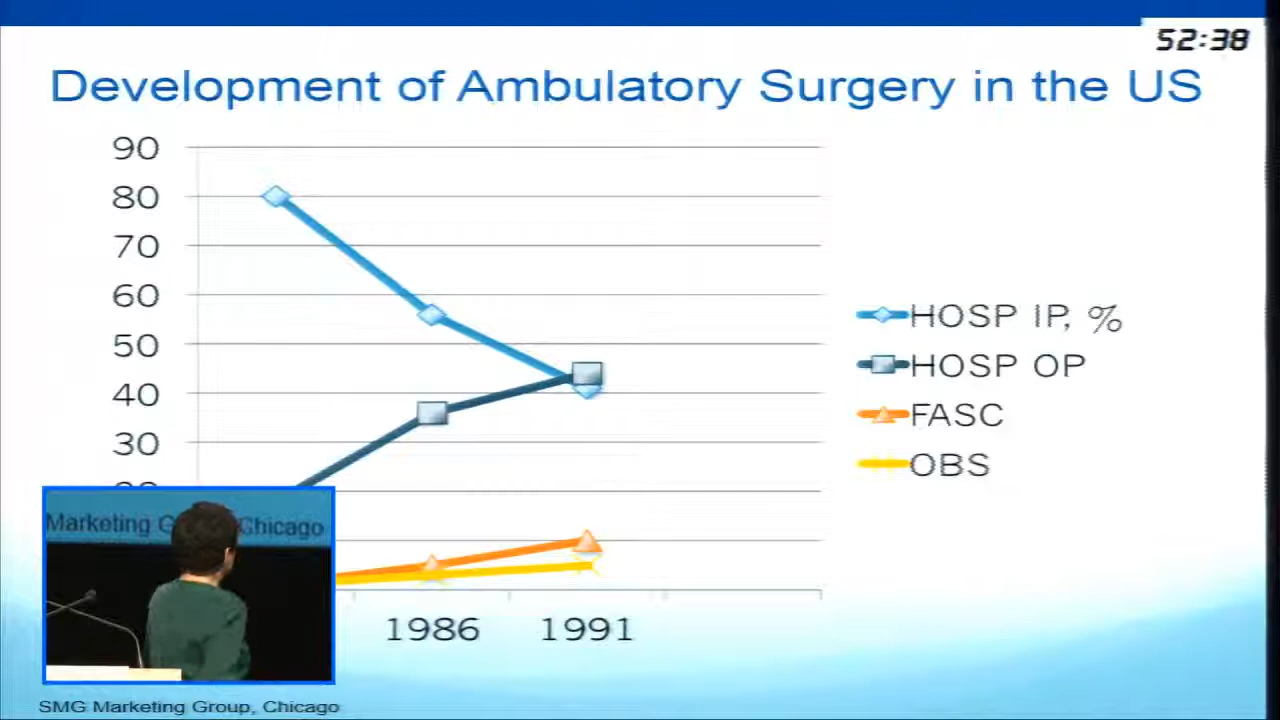 52:38
Development of Ambulatory Surgery in the US
90
80
70
60
50
40
30
HOSP IP, %
HOSP OP
FASC
OBS
Marketing G Chicago
1986 1991
SMG Marketing Group, Chicago